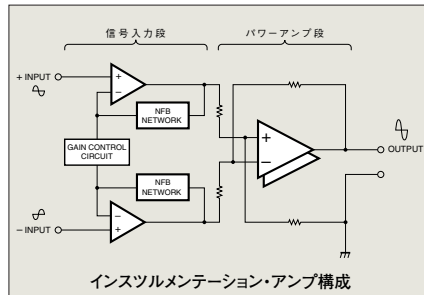 信号入力段
パワーアンプ段
+ INPUT
+
−
NFB
NETWORK
GAIN CONTROL
CIRCUIT
NFB
NETWORK
−
+
− INPUT
+
−
OUTPUT
インスツルメンテーション・アンプ構成